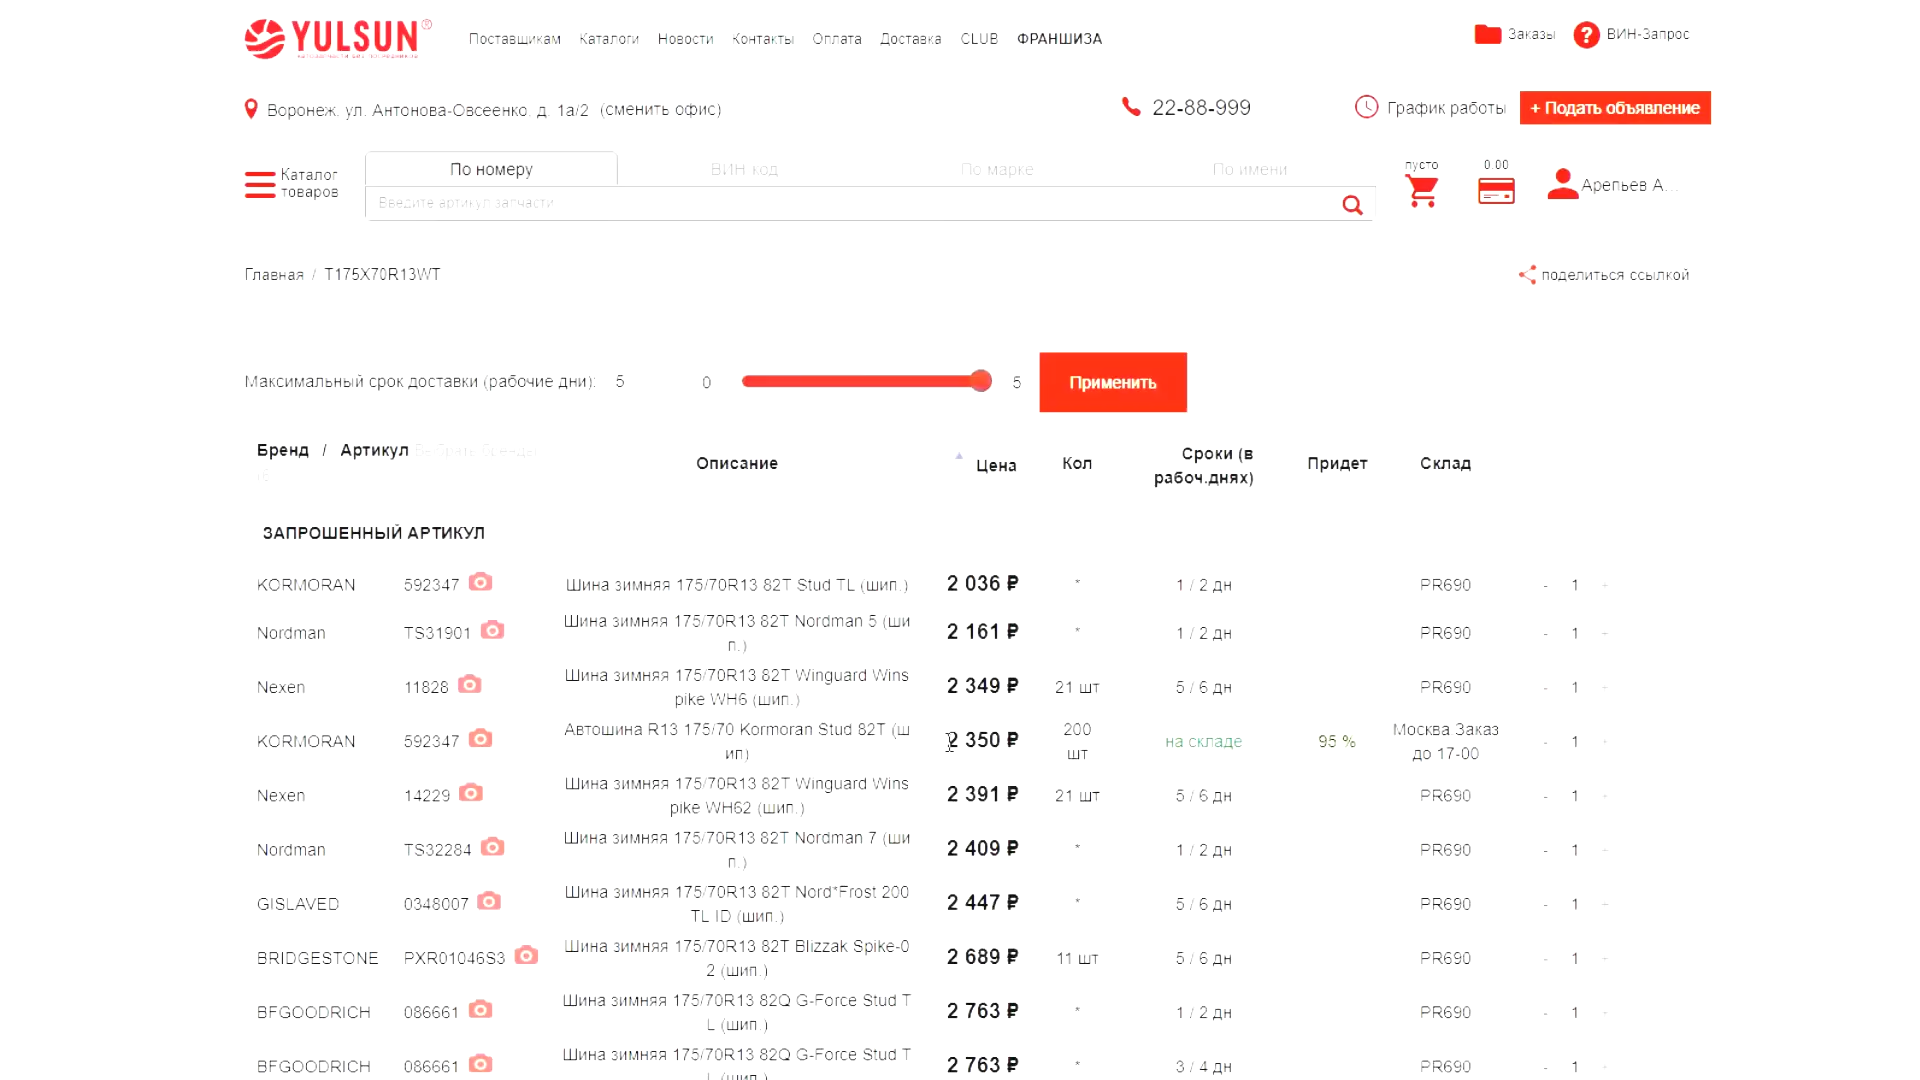 YULSUN®
Поставщикам Каталоги Новости Контакты Оплата Доставка CLUB ФРАНШИЗА
Заказы ВИН-Запрос
Воронеж, ул. Антонова-Овсеенко, д. 1а/2 (сменить офис)
22-88-999
График работы
+ Подать объявление
Каталог
товаров
По номеру ВИН код По марке По имени
Введите артикул запчасти
пусто
0.00
Арепьев А...
Главная / T175X70R13WT
поделиться ссылкой
Максимальный срок доставки (рабочие дни): 5 0 5 Применить
Бренд / Артикул Выбрать бренды
Описание Цена Кол Сроки (в
рабоч.днях) Придет Склад
ЗАПРОШЕННЫЙ АРТИКУЛ
KORMORAN 592347 Шина зимняя 175/70R13 82T Stud TL (шип.) 2 036 ₽ * 1 / 2 дн PR690 - 1 +
Nordman TS31901 Шина зимняя 175/70R13 82T Nordman 5 (ши
п.) 2 161 ₽ * 1 / 2 дн PR690 - 1 +
Nexen 11828 Шина зимняя 175/70R13 82T Winguard Wins
pike WH6 (шип.) 2 349 ₽ 21 шт 5 / 6 дн PR690 - 1 +
KORMORAN 592347 Автошина R13 175/70 Kormoran Stud 82T (ш
ип) 2 350 ₽ 200
шт на складе 95 % Москва Заказ
до 17-00 - 1 +
Nexen 14229 Шина зимняя 175/70R13 82T Winguard Wins
pike WH62 (шип.) 2 391 ₽ 21 шт 5 / 6 дн PR690 - 1 +
Nordman TS32284 Шина зимняя 175/70R13 82T Nordman 7 (ши
п.) 2 409 ₽ * 1 / 2 дн PR690 - 1 +
GISLAVED 0348007 Шина зимняя 175/70R13 82T Nord*Frost 200
TL ID (шип.) 2 447 ₽ * 5 / 6 дн PR690 - 1 +
BRIDGESTONE PXR01046S3 Шина зимняя 175/70R13 82T Blizzak Spike-0
2 (шип.) 2 689 ₽ 11 шт 5 / 6 дн PR690 - 1 +
BFGOODRICH 086661 Шина зимняя 175/70R13 82Q G-Force Stud T
L (шип.) 2 763 ₽ * 1 / 2 дн PR690 - 1 +
BFGOODRICH 086661 Шина зимняя 175/70R13 82Q G-Force Stud T
L (шип.) 2 763 ₽ * 3 / 4 дн PR690 - 1 +